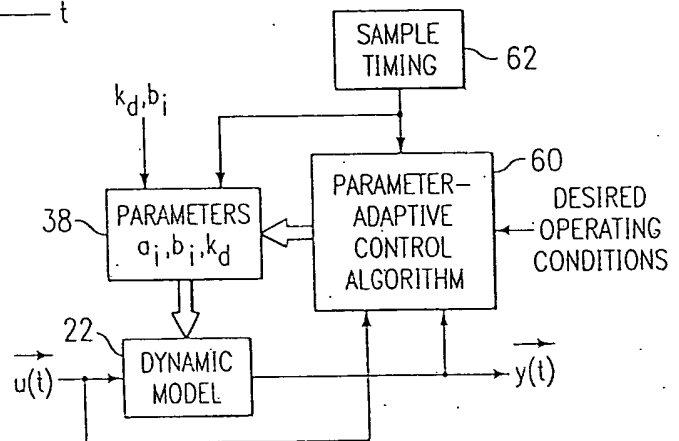 t
SAMPLE
TIMING
62
k_d,b_i
60
PARAMETER-
ADAPTIVE
CONTROL
ALGORITHM
DESIRED
OPERATING
CONDITIONS
38
PARAMETERS
a_i,b_i,k_d
22
DYNAMIC
MODEL
u(t)
y(t)